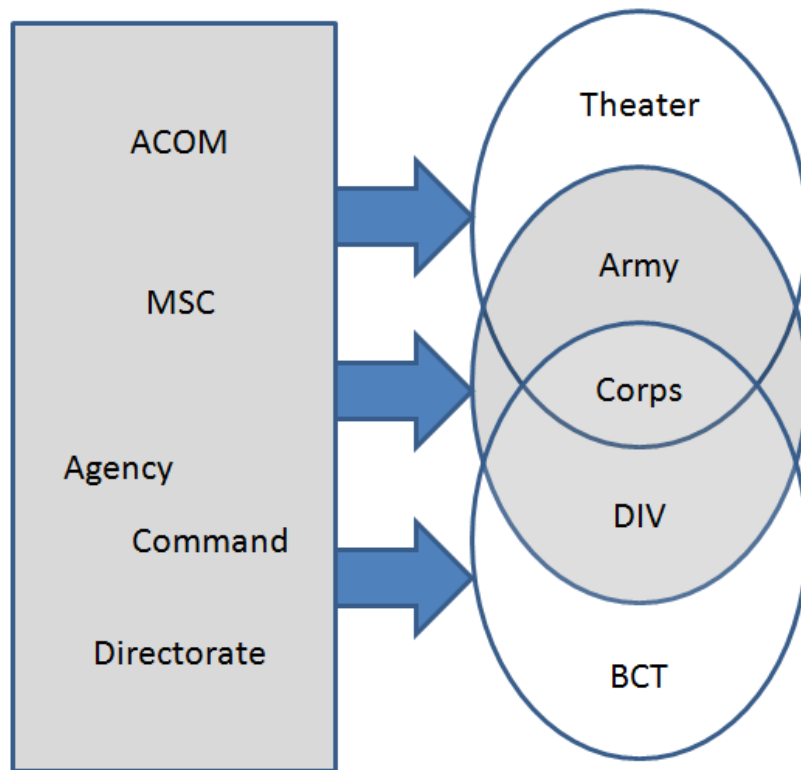 ACOM
MSC
Agency
Command
Directorate
Theater
Army
Corps
DIV
BCT